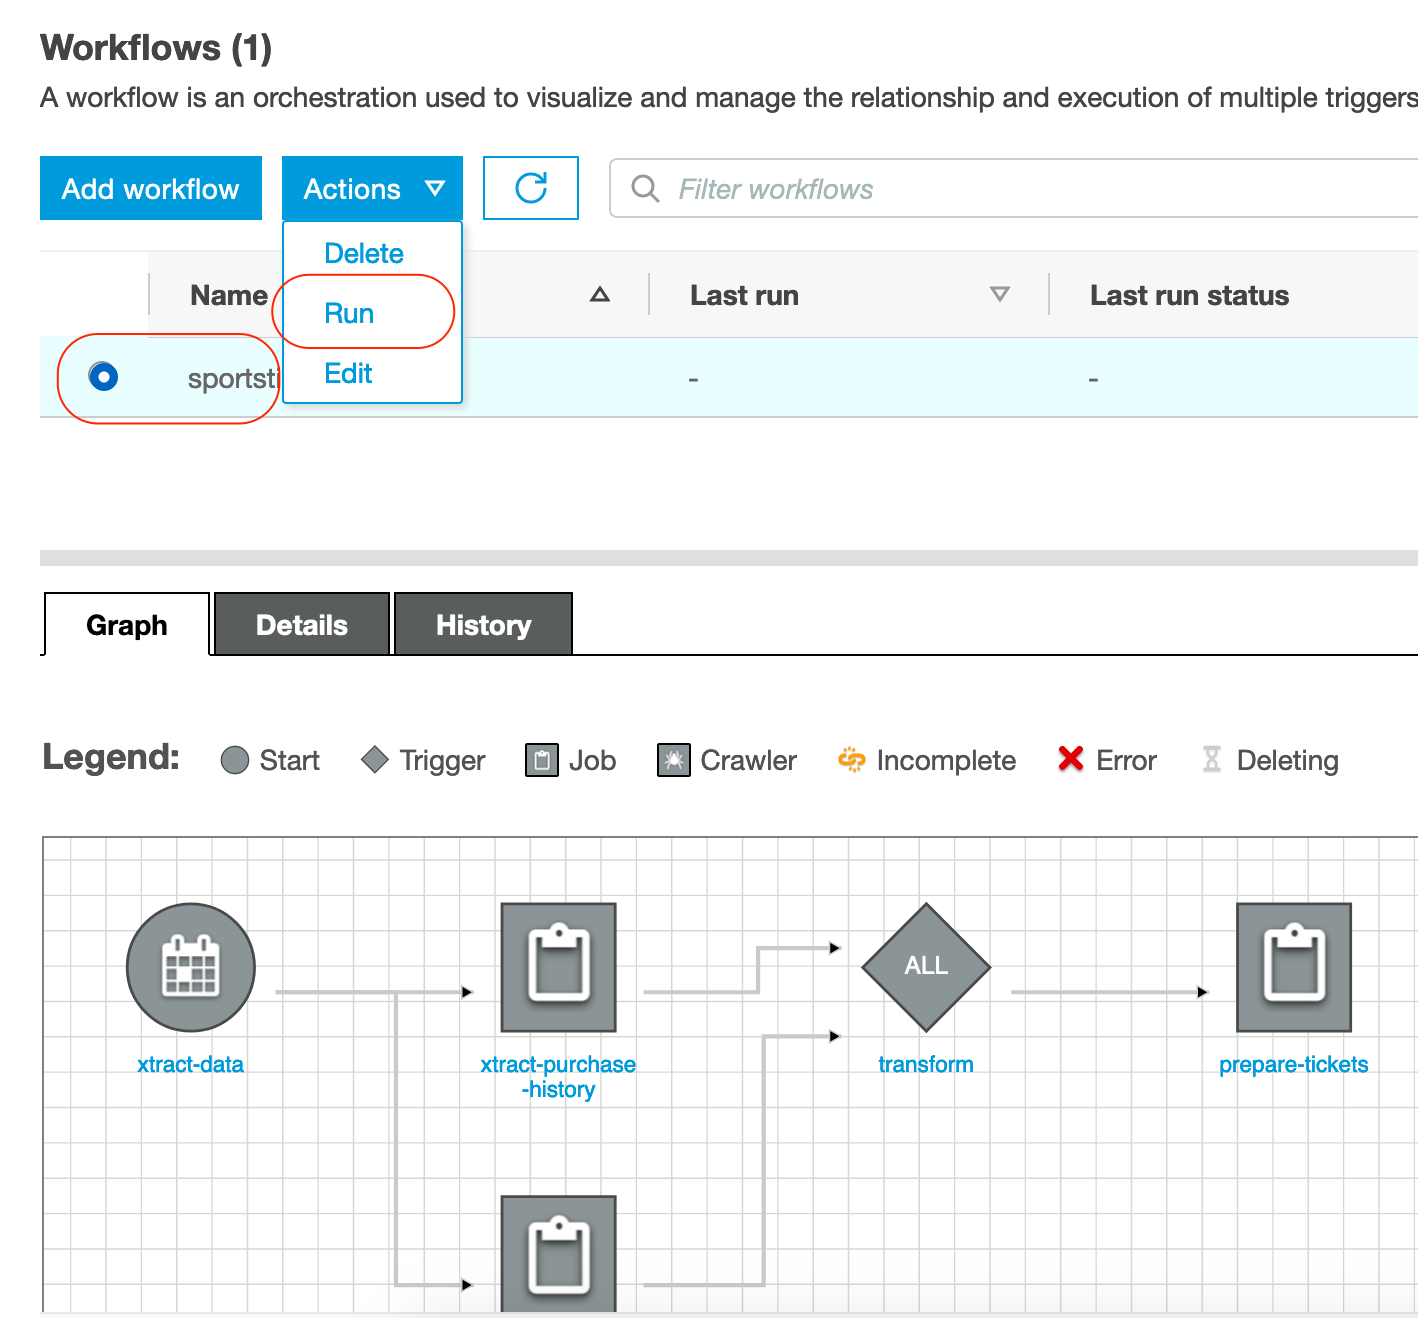 Workflows (1)
A workflow is an orchestration used to visualize and manage the relationship and execution of multiple triggers
Add workflow Actions Filter workflows
Delete
Run
Edit
Name Last run Last run status
sportsti - -
Graph Details History
Legend: Start Trigger Job Crawler Incomplete Error Deleting
ALL
xtract-data xtract-purchase transform prepare-tickets
-history